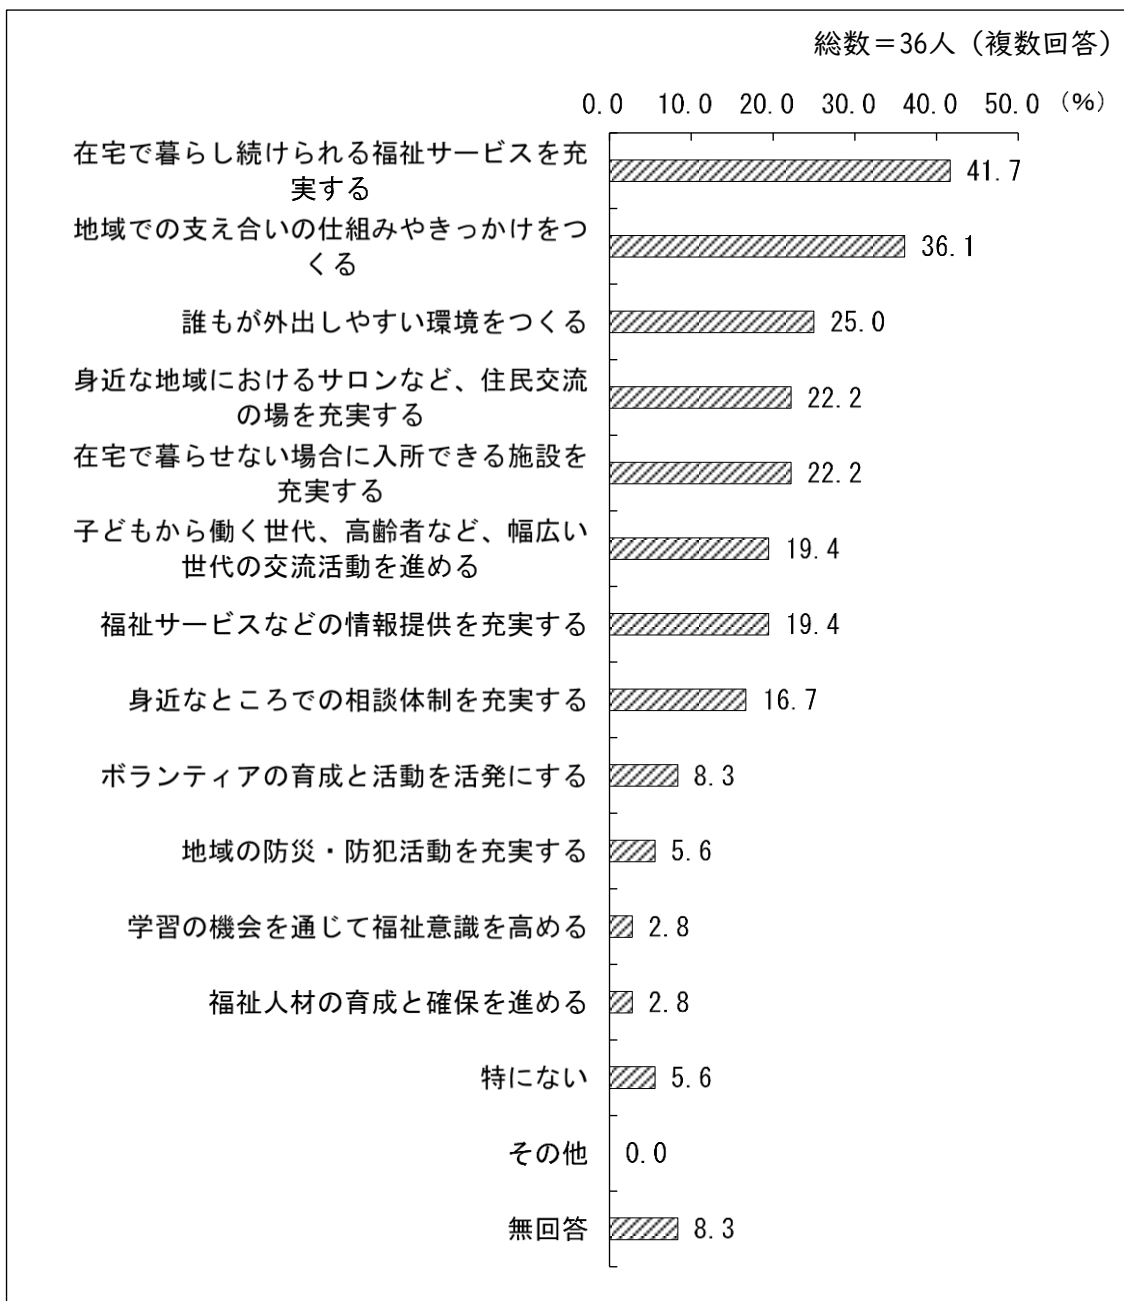 総数＝36人（複数回答）
0.0 10.0 20.0 30.0 40.0 50.0 （％）
在宅で暮らし続けられる福祉サービスを充
実する
41.7
地域での支え合いの仕組みやきっかけをつ
くる
36.1
誰もが外出しやすい環境をつくる
25.0
身近な地域におけるサロンなど、住民交流
の場を充実する
22.2
在宅で暮らせない場合に入所できる施設を
充実する
22.2
子どもから働く世代、高齢者など、幅広い
世代の交流活動を進める
19.4
福祉サービスなどの情報提供を充実する
19.4
身近なところでの相談体制を充実する
16.7
ボランティアの育成と活動を活発にする
8.3
地域の防災・防犯活動を充実する
5.6
学習の機会を通じて福祉意識を高める
2.8
福祉人材の育成と確保を進める
2.8
特にない
5.6
その他
0.0
無回答
8.3